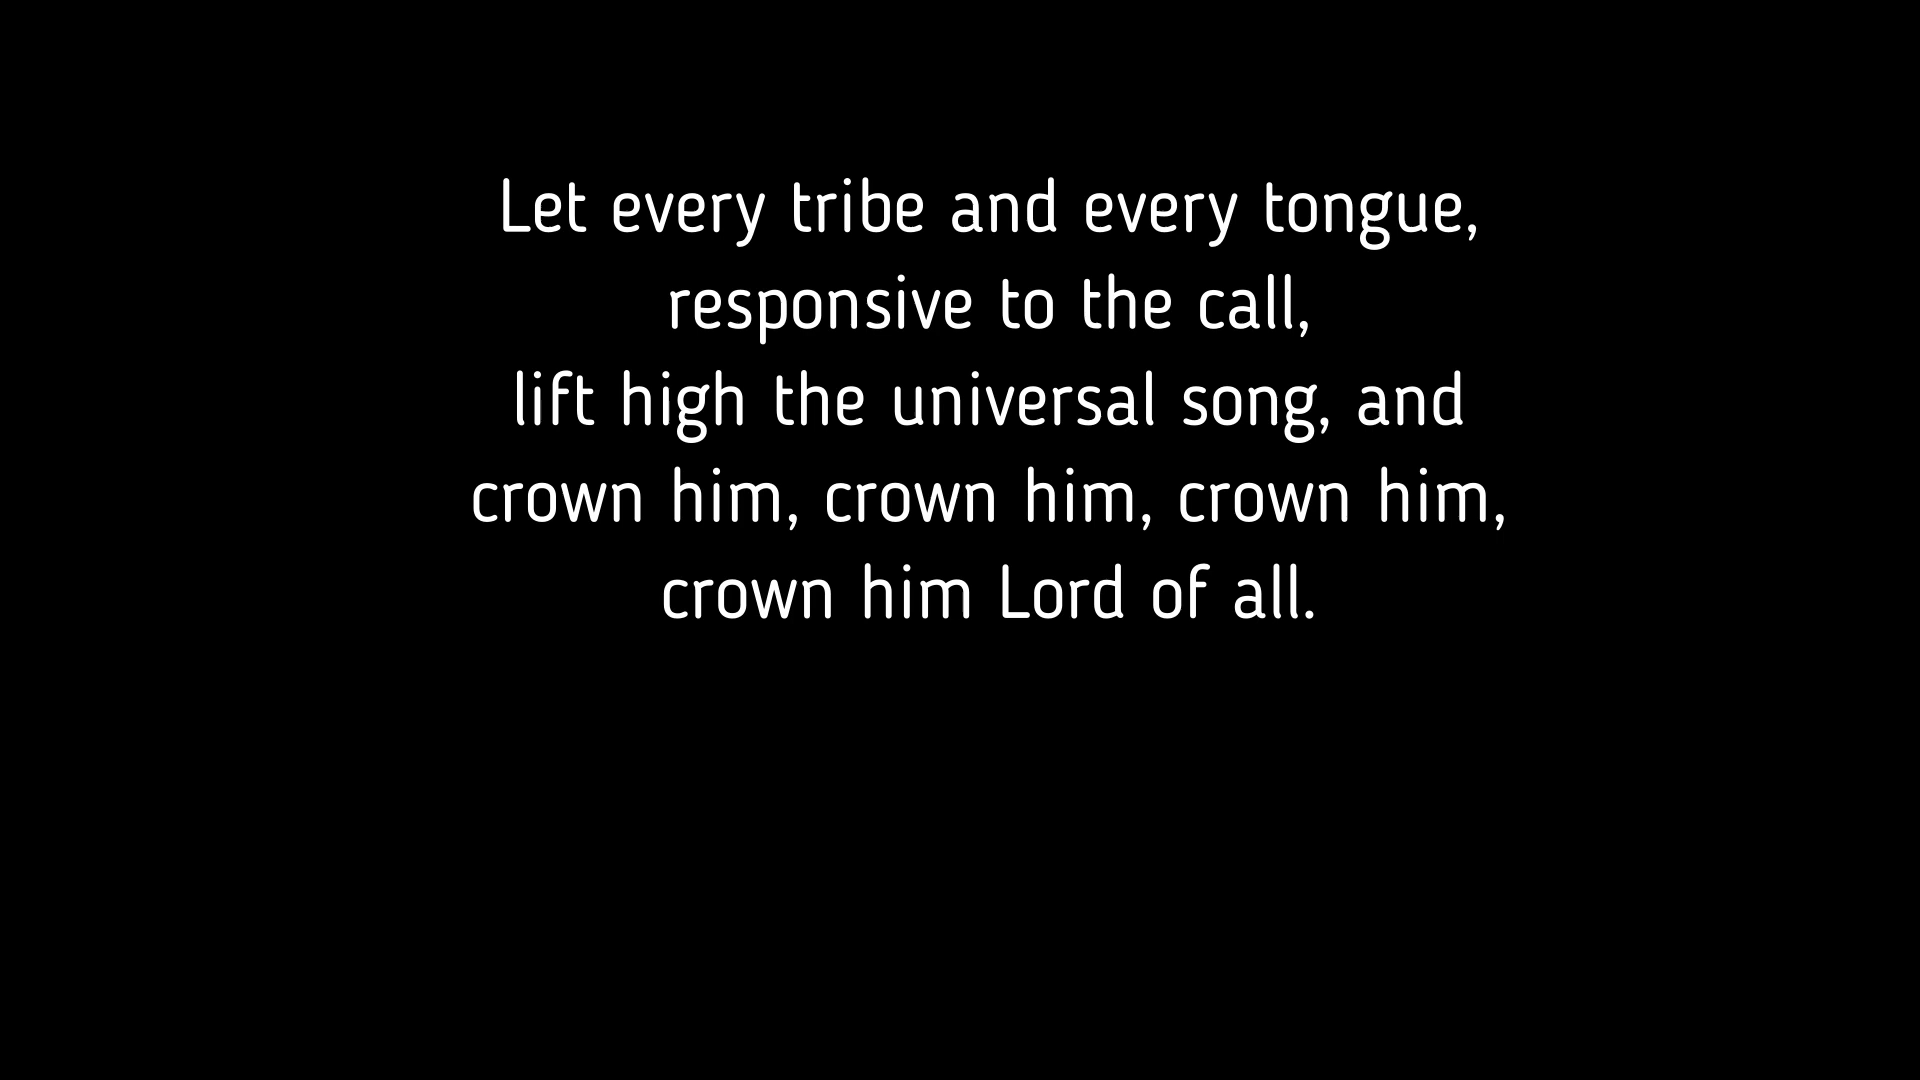 Let every tribe and every tongue,
responsive to the call,
lift high the universal song, and
crown him, crown him, crown him,
crown him Lord of all.